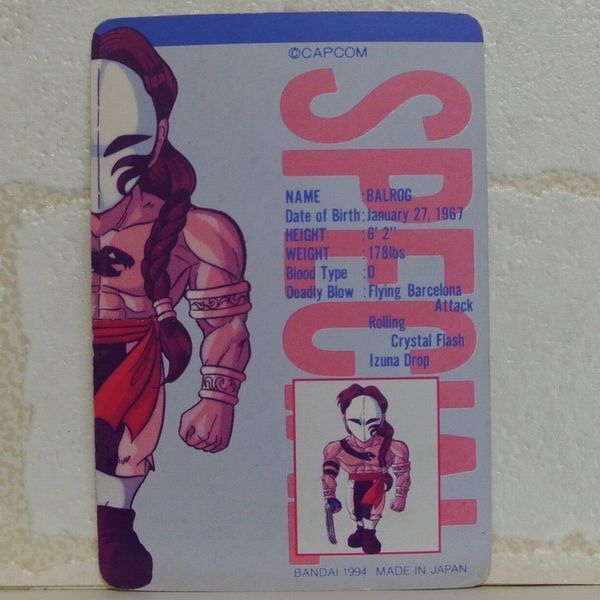 ©CAPCOM
SPECIAL
NAME :BALROG
Date of Birth:January 27, 1967
HEIGHT :6' 2"
WEIGHT :178lbs
Blood Type :O
Deadly Blow :Flying Barcelona
Attack
Rolling
Crystal Flash
Izuna Drop
BANDAI 1994 MADE IN JAPAN